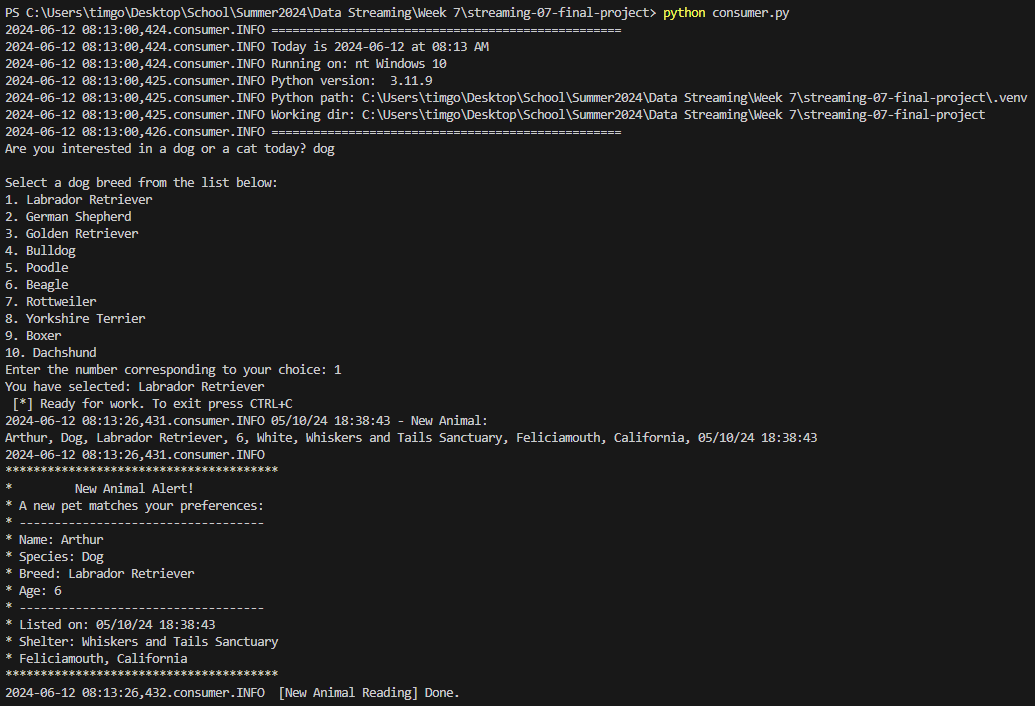 PS C:\Users\timgo\Desktop\School\Summer2024\Data Streaming\Week 7\streaming-07-final-project> python consumer.py
2024-06-12 08:13:00,424.consumer.INFO ==================================================
2024-06-12 08:13:00,424.consumer.INFO Today is 2024-06-12 at 08:13 AM
2024-06-12 08:13:00,424.consumer.INFO Running on: nt Windows 10
2024-06-12 08:13:00,425.consumer.INFO Python version:  3.11.9
2024-06-12 08:13:00,425.consumer.INFO Python path: C:\Users\timgo\Desktop\School\Summer2024\Data Streaming\Week 7\streaming-07-final-project\.venv
2024-06-12 08:13:00,425.consumer.INFO Working dir: C:\Users\timgo\Desktop\School\Summer2024\Data Streaming\Week 7\streaming-07-final-project
2024-06-12 08:13:00,426.consumer.INFO ==================================================
Are you interested in a dog or a cat today? dog
Select a dog breed from the list below:
1. Labrador Retriever
2. German Shepherd
3. Golden Retriever
4. Bulldog
5. Poodle
6. Beagle
7. Rottweiler
8. Yorkshire Terrier
9. Boxer
10. Dachshund
Enter the number corresponding to your choice: 1
You have selected: Labrador Retriever
 [*] Ready for work. To exit press CTRL+C
2024-06-12 08:13:26,431.consumer.INFO 05/10/24 18:38:43 - New Animal:
Arthur, Dog, Labrador Retriever, 6, White, Whiskers and Tails Sanctuary, Feliciamouth, California, 05/10/24 18:38:43
2024-06-12 08:13:26,431.consumer.INFO
***************************************
*         New Animal Alert!
* A new pet matches your preferences:
* -----------------------------------
* Name: Arthur
* Species: Dog
* Breed: Labrador Retriever
* Age: 6
* -----------------------------------
* Listed on: 05/10/24 18:38:43
* Shelter: Whiskers and Tails Sanctuary
* Feliciamouth, California
***************************************
2024-06-12 08:13:26,432.consumer.INFO  [New Animal Reading] Done.